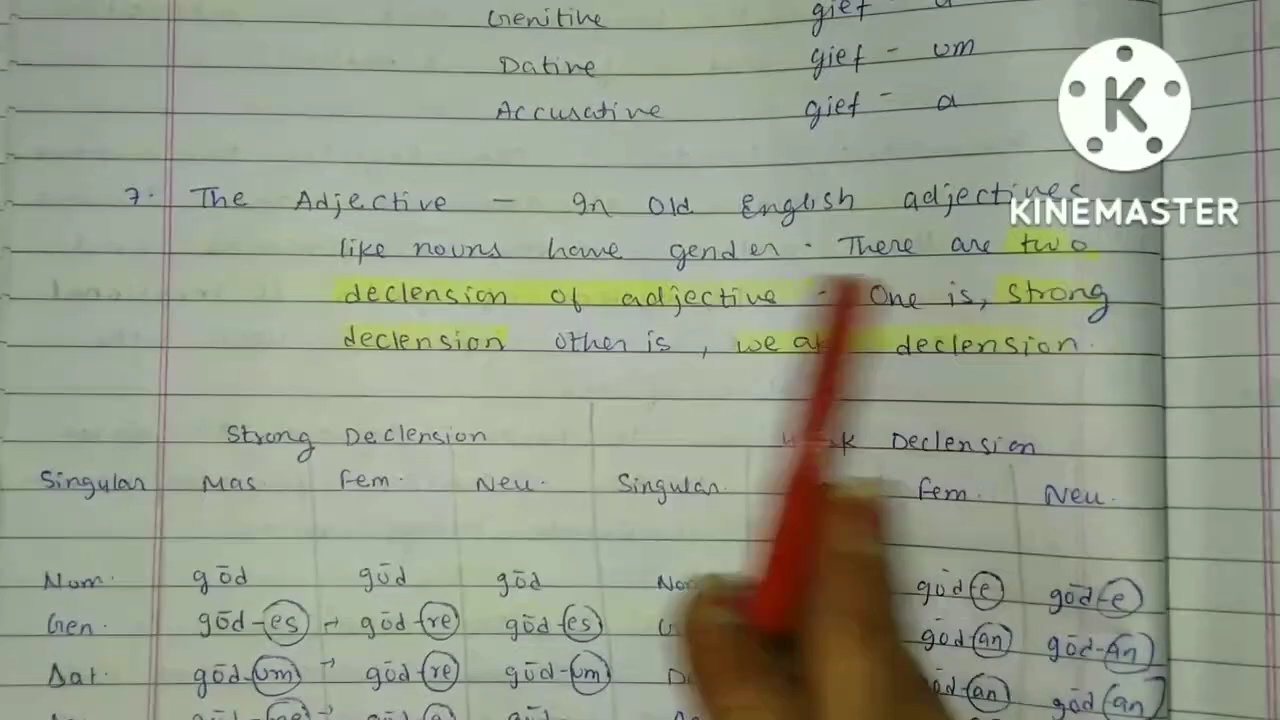 Genitive gief - a
Dative gief - um
Accusative gief - a
KINEMASTER
7. The Adjective - In Old English adjectives
like nouns have gender. There are two
declension of adjective. One is, strong
declension other is, weak declension.
Strong Declension Declension
Singular Mas Fem. Neu. Singular. Fem. Neu.
Nom. gōd gōd gōd gōd-e gōd-e
Gen. gōd-es → gōd-re gōd-es gōd-an gōd-An
Dat. gōd-um → gōd-re gōd-um gōd-an gōd(an